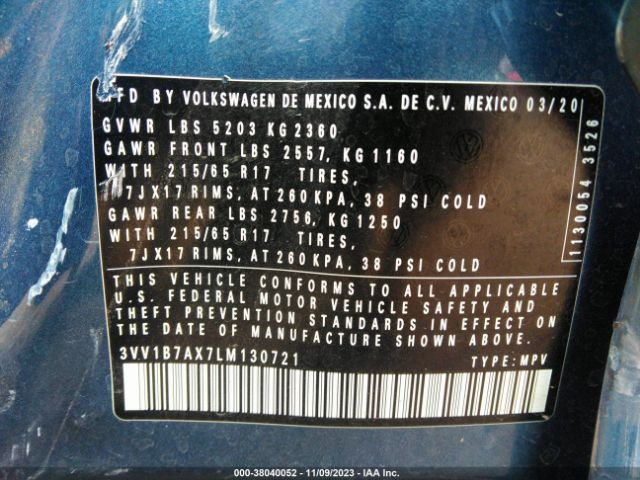 MFD BY VOLKSWAGEN DE MEXICO S.A. DE C.V. MEXICO 03/20
GVWR LBS 5203 KG 2360
GAWR FRONT LBS 2557, KG 1160
WITH 215/65 R17 TIRES,
7JX17 RIMS, AT 260 KPA, 38 PSI COLD
GAWR REAR LBS 2756, KG 1250
WITH 215/65 R17 TIRES,
7JX17 RIMS, AT 260 KPA, 38 PSI COLD
THIS VEHICLE CONFORMS TO ALL APPLICABLE
U.S. FEDERAL MOTOR VEHICLE SAFETY AND
THEFT PREVENTION STANDARDS IN EFFECT ON
THE DATE OF MANUFACTURE SHOWN ABOVE.
3VV1B7AX7LM130721 TYPE: MPV
1130054 3526
000-38040052 - 11/09/2023 - IAA Inc.